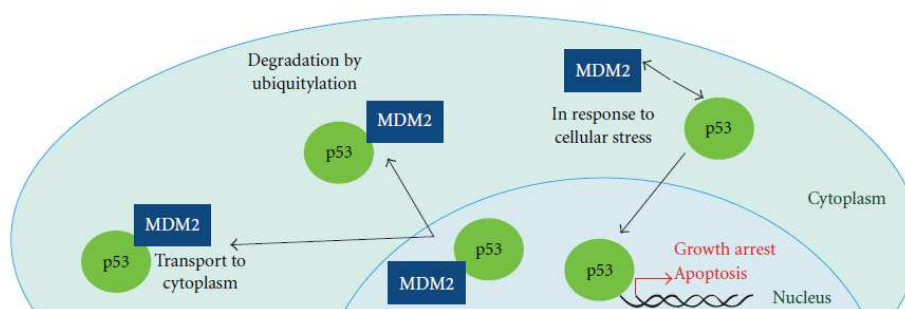 Degradation by
ubiquitylation
MDM2
p53
MDM2
In response to
cellular stress
p53
MDM2
p53
Transport to
cytoplasm
p53
MDM2
p53
Growth arrest
Apoptosis
Cytoplasm
Nucleus